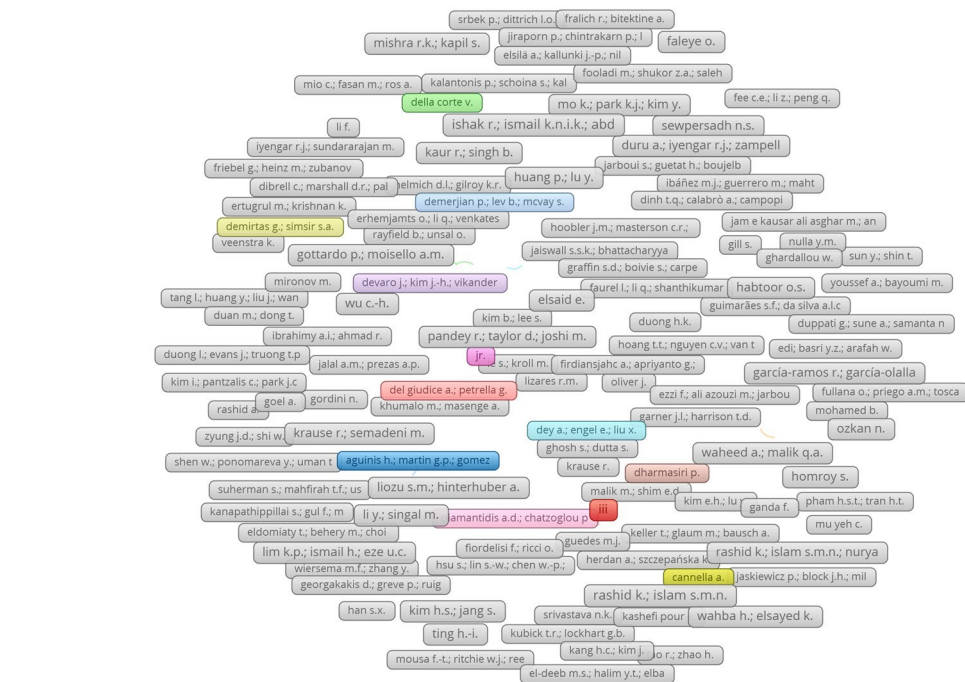 srbek p.; dittrich l.o.
fralich r.; bitektine a.
mishra r.k.; kapil s.
jiraporn p.; chintrakarn p.; l
faleye o.
elsilä a.; kallunki j.-p.; nil
fooladi m.; shukor z.a.; saleh
mio c.; fasan m.; ros a.
kalantonis p.; schoina s.; kal
della corte v.
mo k.; park k.j.; kim y.
fee c.e.; li z.; peng q.
li f.
ishak r.; ismail k.n.i.k.; abd
sewpersadh n.s.
iyengar r.j.; sundararajan m.
kaur r.; singh b.
duru a.; iyengar r.j.; zampell
friebel g.; heinz m.; zubanov
jarboui s.; guetat h.; boujelb
dibrell c.; marshall d.r.; pal
helmich d.l.; gilroy k.r.
huang p.; lu y.
ibáñez m.j.; guerrero m.; maht
ertugrul m.; krishnan k.
demerjian p.; lev b.; mcvay s.
dinh t.q.; calabrò a.; campopi
demirtas g.; simsir s.a.
erhemjamts o.; li q.; venkates
hoobler j.m.; masterson c.r.;
jam e kausar ali asghar m.; an
veenstra k.
rayfield b.; unsal o.
gottardo p.; moisello a.m.
jaiswall s.s.k.; bhattacharyya
gill s.
nulla y.m.
ghardallou w.
sun y.; shin t.
graffin s.d.; boivie s.; carpe
mironov m.
devaro j.; kim j.-h.; vikander
faurel l.; li q.; shanthikumar
habtoor o.s.
youssef a.; bayoumi m.
tang l.; huang y.; liu j.; wan
wu c.-h.
elsaid e.
guimarães s.f.; da silva a.l.c
duan m.; dong t.
kim b.; lee s.
duong h.k.
duppati g.; sune a.; samanta n
ibrahimy a.i.; ahmad r.
pandey r.; taylor d.; joshi m.
hoang t.t.; nguyen c.v.; van t
edi; basri y.z.; arafah w.
duong l.; evans j.; truong t.p
jalal a.m.; prezas a.p.
jr.
s.; kroll m.
firdiansjahc a.; apriyanto g.;
garcía-ramos r.; garcía-olalla
kim i.; pantzalis c.; park j.c
del giudice a.; petrella g.
lizares r.m.
oliver j.
ezzi f.; ali azouzi m.; jarbou
fullana o.; priego a.m.; tosca
rashid a.
goel a.
gordini n.
khumalo m.; masenge a.
garner j.l.; harrison t.d.
mohamed b.
ozkan n.
zyung j.d.; shi w.
krause r.; semadeni m.
dey a.; engel e.; liu x.
ghosh s.; dutta s.
waheed a.; malik q.a.
shen w.; ponomareva y.; uman t
aguinis h.; martin g.p.; gomez
krause r.
dharmasiri p.
homroy s.
suherman s.; mahfirah t.f.; us
liozu s.m.; hinterhuber a.
malik m.; shim e.d.
kim e.h.; lu
ganda f.
pham h.s.t.; tran h.t.
kanapathippillai s.; gul f.; m
li y.; singal m.
jamantidis a.d.; chatzoglou p
iii
mu yeh c.
eldomiaty t.; behery m.; choi
guedes m.j.
keller t.; glaum m.; bausch a.
lim k.p.; ismail h.; eze u.c.
fiordelisi f.; ricci o.
herdan a.; szczepańska k.
rashid k.; islam s.m.n.; nurya
wiersema m.f.; zhang y.
hsu s.; lin s.-w.; chen w.-p.;
cannella a.
jaskiewicz p.; block j.h.; mil
georgakakis d.; greve p.; ruig
rashid k.; islam s.m.n.
han s.x.
kim h.s.; jang s.
srivastava n.k.
kashefi pour
wahba h.; elsayed k.
ting h.-i.
kubick t.r.; lockhart g.b.
mousa f.-t.; ritchie w.j.; ree
kang h.c.; kim j.
r.; zhao h.
el-deeb m.s.; halim y.t.; elba